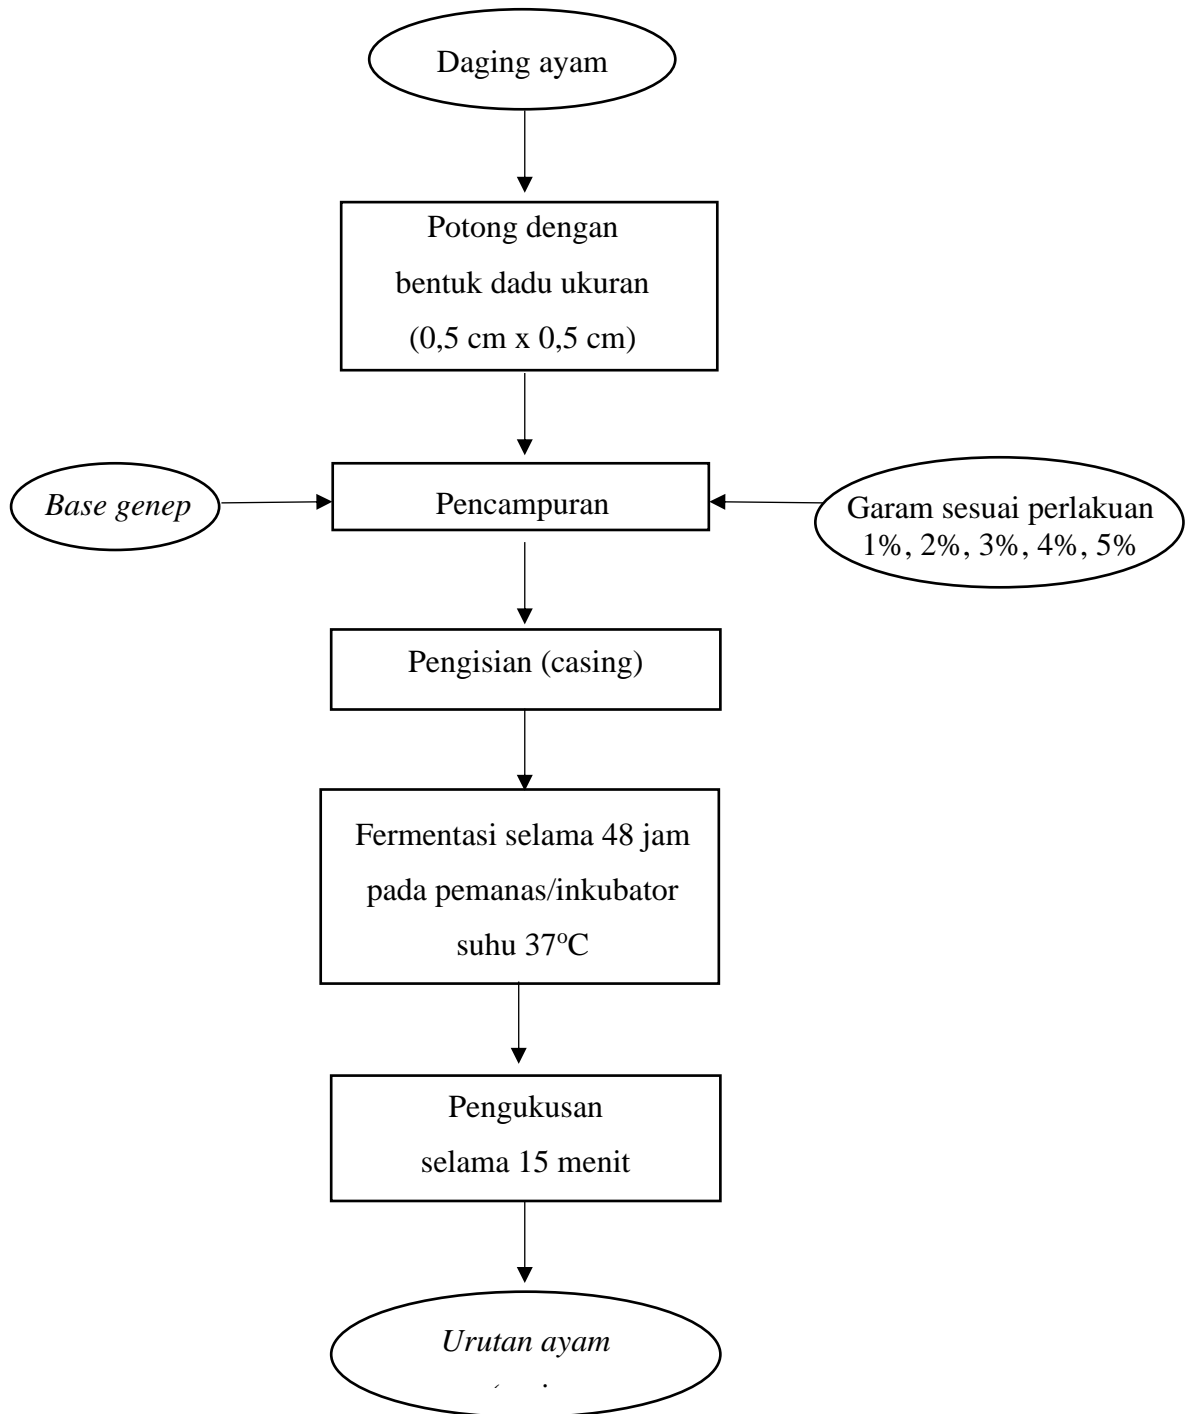 Daging ayam
Potong dengan
bentuk dadu ukuran
(0,5 cm x 0,5 cm)
Base genep
Pencampuran
Garam sesuai perlakuan
1%, 2%, 3%, 4%, 5%
Pengisian (casing)
Fermentasi selama 48 jam
pada pemanas/inkubator
suhu 37°C
Pengukusan
selama 15 menit
Urutan ayam